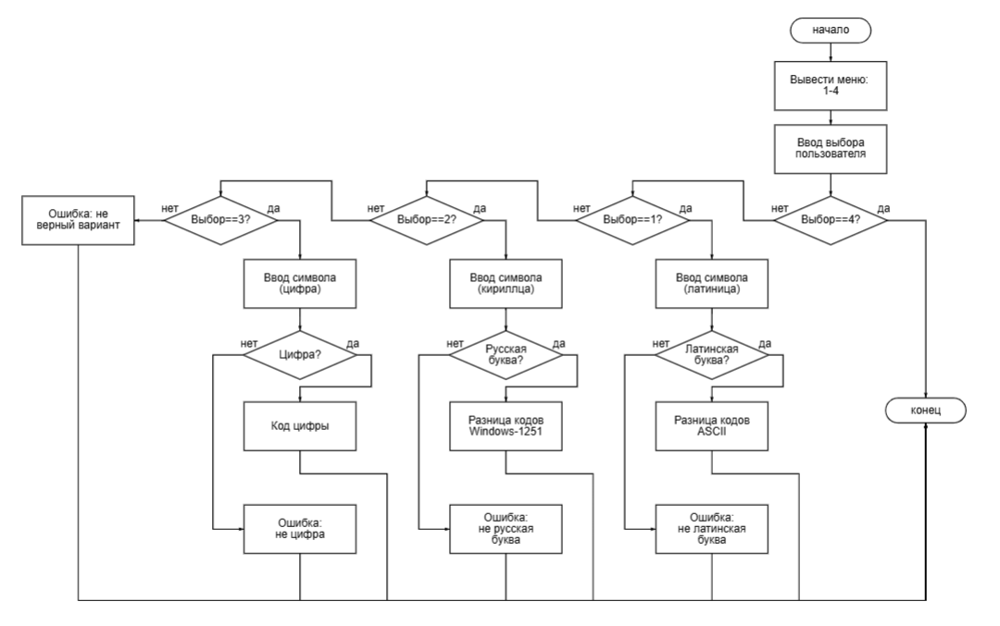 начало
Вывести меню:
1-4
Ввод выбора
пользователя
Выбор==4?
нет
да
Выбор==1?
нет
да
Выбор==2?
нет
да
Выбор==3?
нет
да
Ошибка: не
верный вариант
Ввод символа
(цифра)
Ввод символа
(кириллца)
Ввод символа
(латиница)
нет
Цифра?
да
нет
Русская
буква?
да
нет
Латинская
буква?
да
конец
Код цифры
Разница кодов
Windows-1251
Разница кодов
ASCII
Ошибка:
не цифра
Ошибка:
не русская
буква
Ошибка:
не латинская
буква